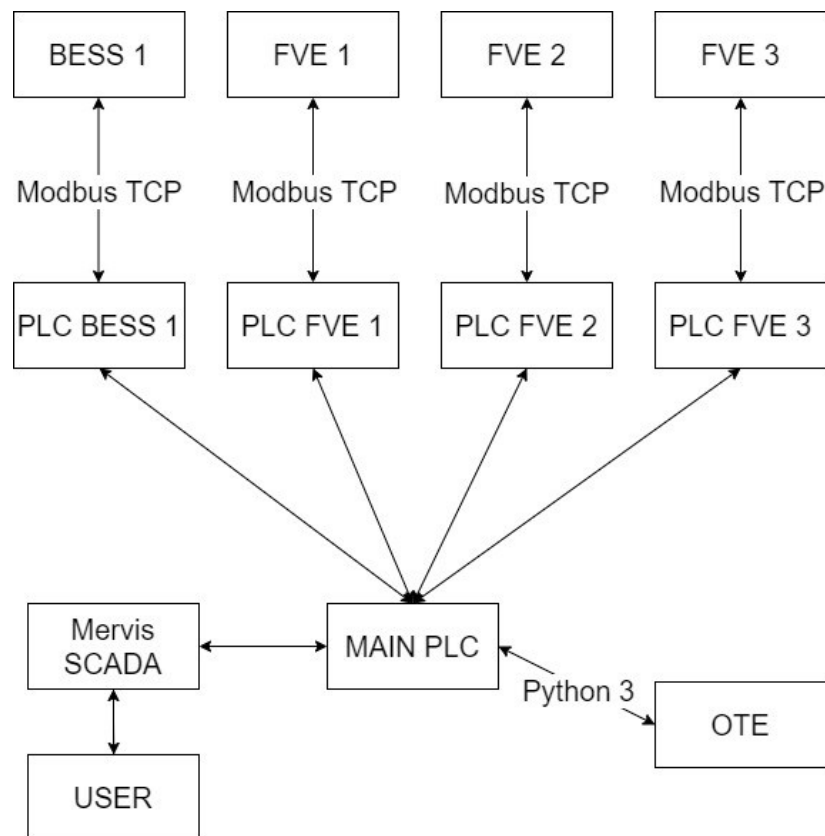 BESS 1
FVE 1
FVE 2
FVE 3
Modbus TCP
Modbus TCP
Modbus TCP
Modbus TCP
PLC BESS 1
PLC FVE 1
PLC FVE 2
PLC FVE 3
Mervis
SCADA
MAIN PLC
Python 3
OTE
USER